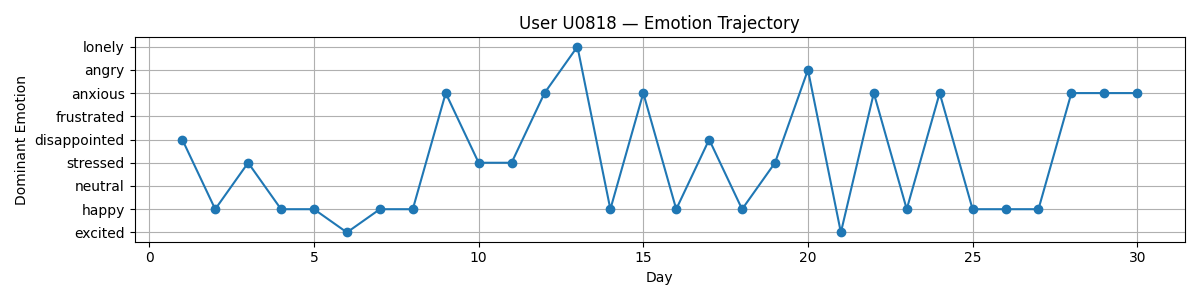 User U0818 — Emotion Trajectory
Dominant Emotion
lonely
angry
anxious
frustrated
disappointed
stressed
neutral
happy
excited
0 5 10 15 20 25 30
Day